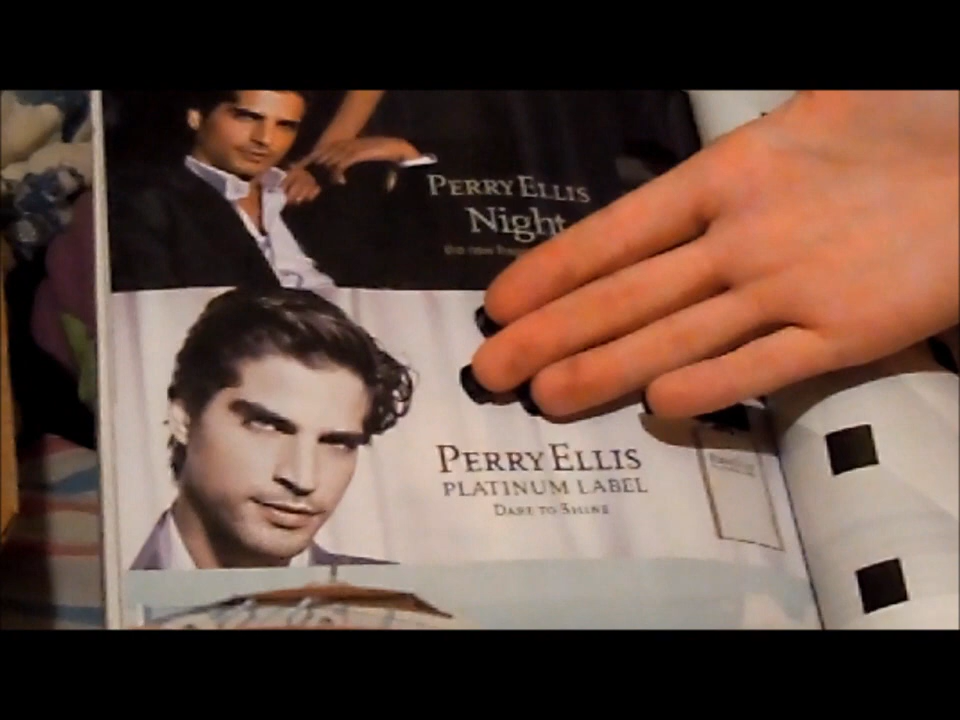 PERRY ELLIS
Night
PERRY ELLIS
PLATINUM LABEL
DARE TO SHINE